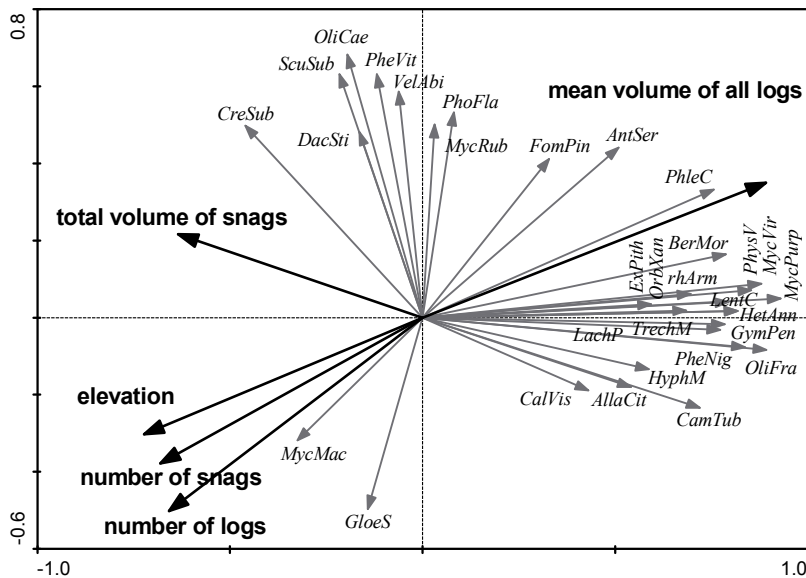 0.8
OliCae
ScuSub
PheVit
VelAbi
CreSub
PhoFla
mean volume of all logs
DacSti
MycRub
FomPin
AntSer
PhleC
total volume of snags
BerMor
ExPith
OrbXan
rhArm
PhysV
MycVir
MycPurp
LentC
HetAnn
LachP
TrechM
GymPen
PheNig
OliFra
HyphM
elevation
CalVis
AllaCit
CamTub
number of snags
MycMac
number of logs
GloeS
-0.6
-1.0
1.0